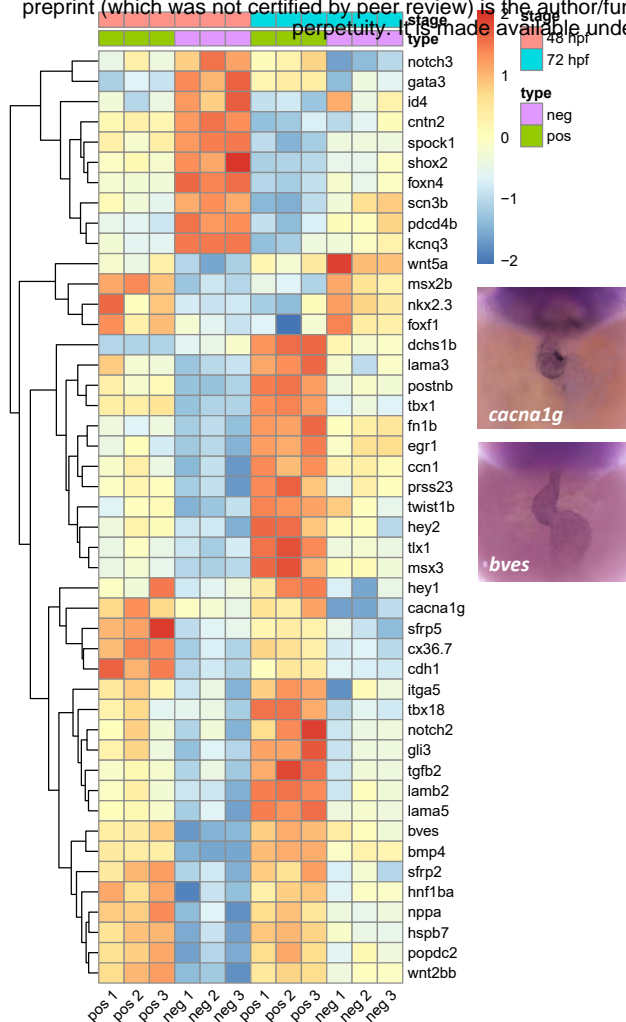 preprint (which was not certified by peer review) is the author/fun
perpetuity. It is made available unde
stage
type
2
1
0
−1
−2
stage
48 hpf
72 hpf
type
neg
pos
notch3
gata3
id4
cntn2
spock1
shox2
foxn4
scn3b
pdcd4b
kcnq3
wnt5a
msx2b
nkx2.3
foxf1
dchs1b
lama3
postnb
tbx1
fn1b
egr1
ccn1
prss23
twist1b
hey2
tlx1
msx3
hey1
cacna1g
sfrp5
cx36.7
cdh1
itga5
tbx18
notch2
gli3
tgfb2
lamb2
lama5
bves
bmp4
sfrp2
hnf1ba
nppa
hspb7
popdc2
wnt2bb
cacna1g
bves
pos 1 pos 2 pos 3 neg 1 neg 2 neg 3 pos 1 pos 2 pos 3 neg 1 neg 2 neg 3